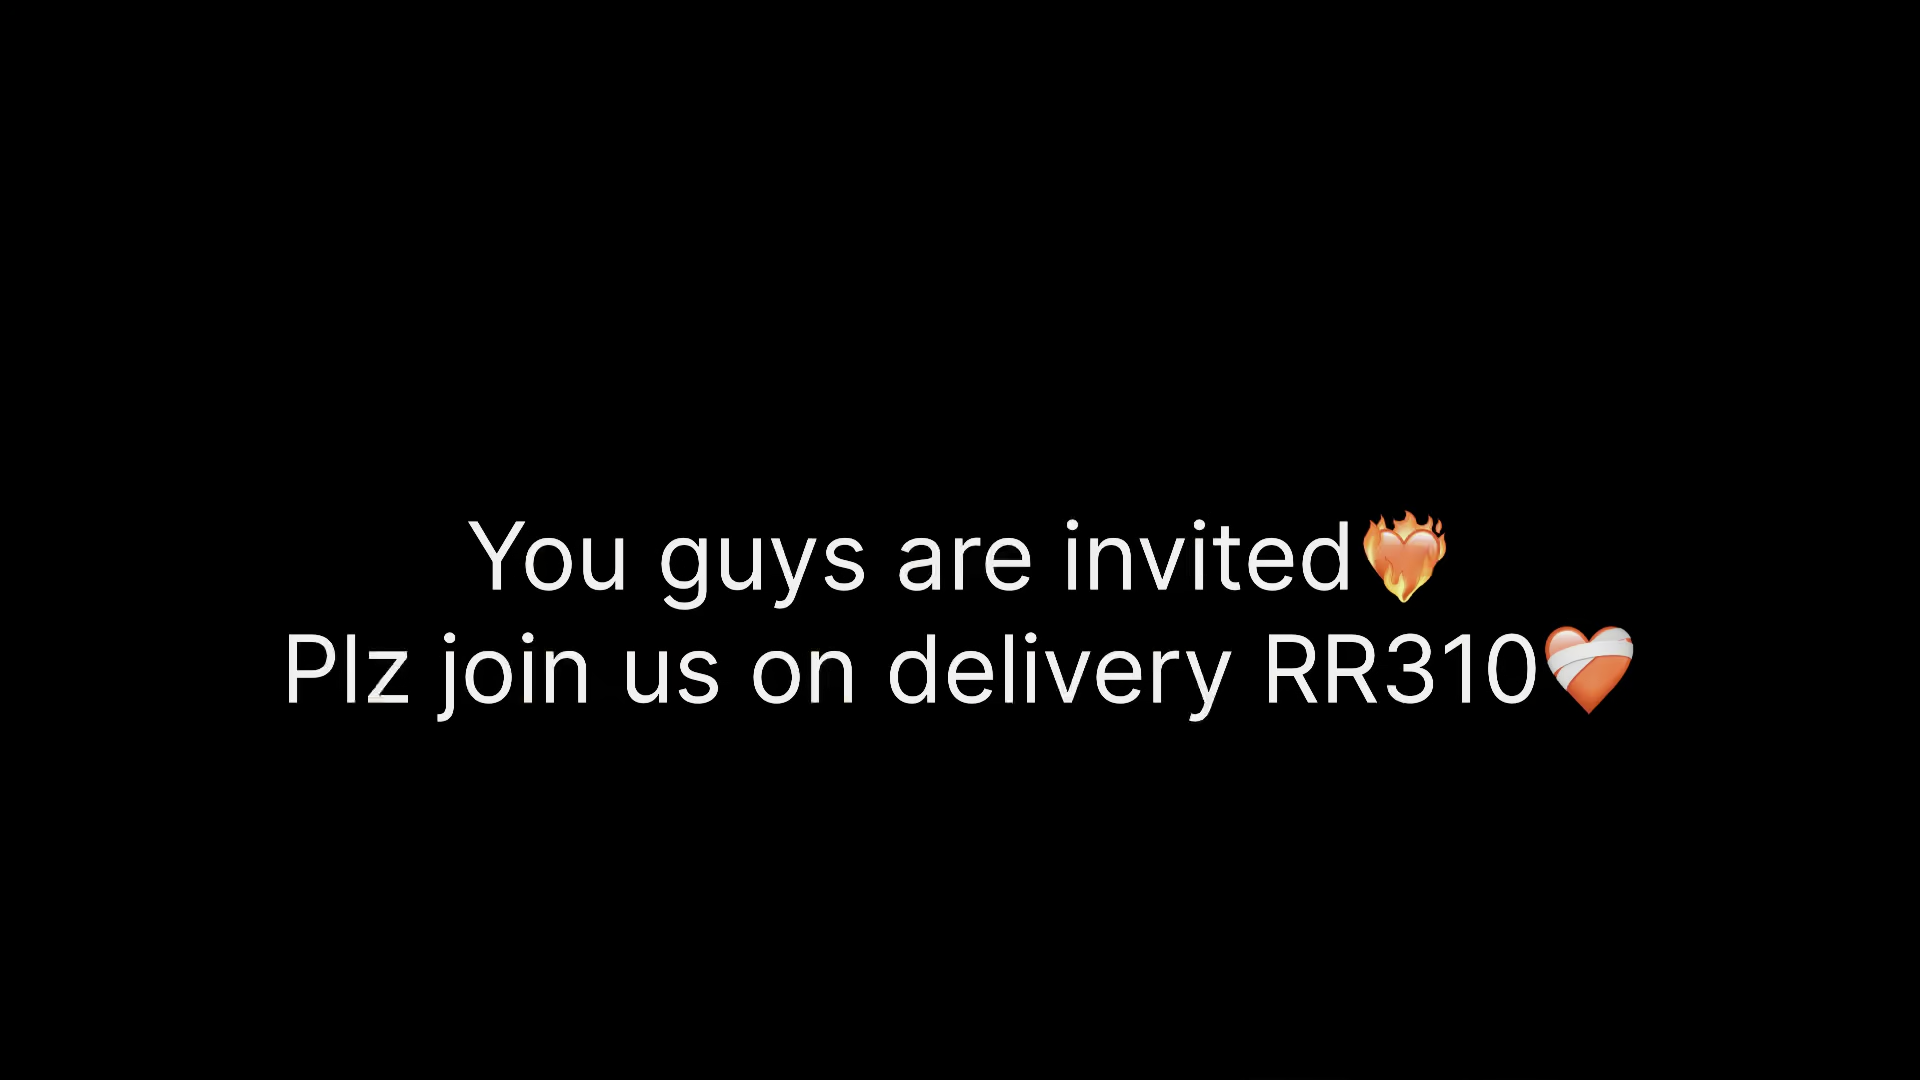 You guys are invited❤️‍🔥
Plz join us on delivery RR310❤️‍🩹